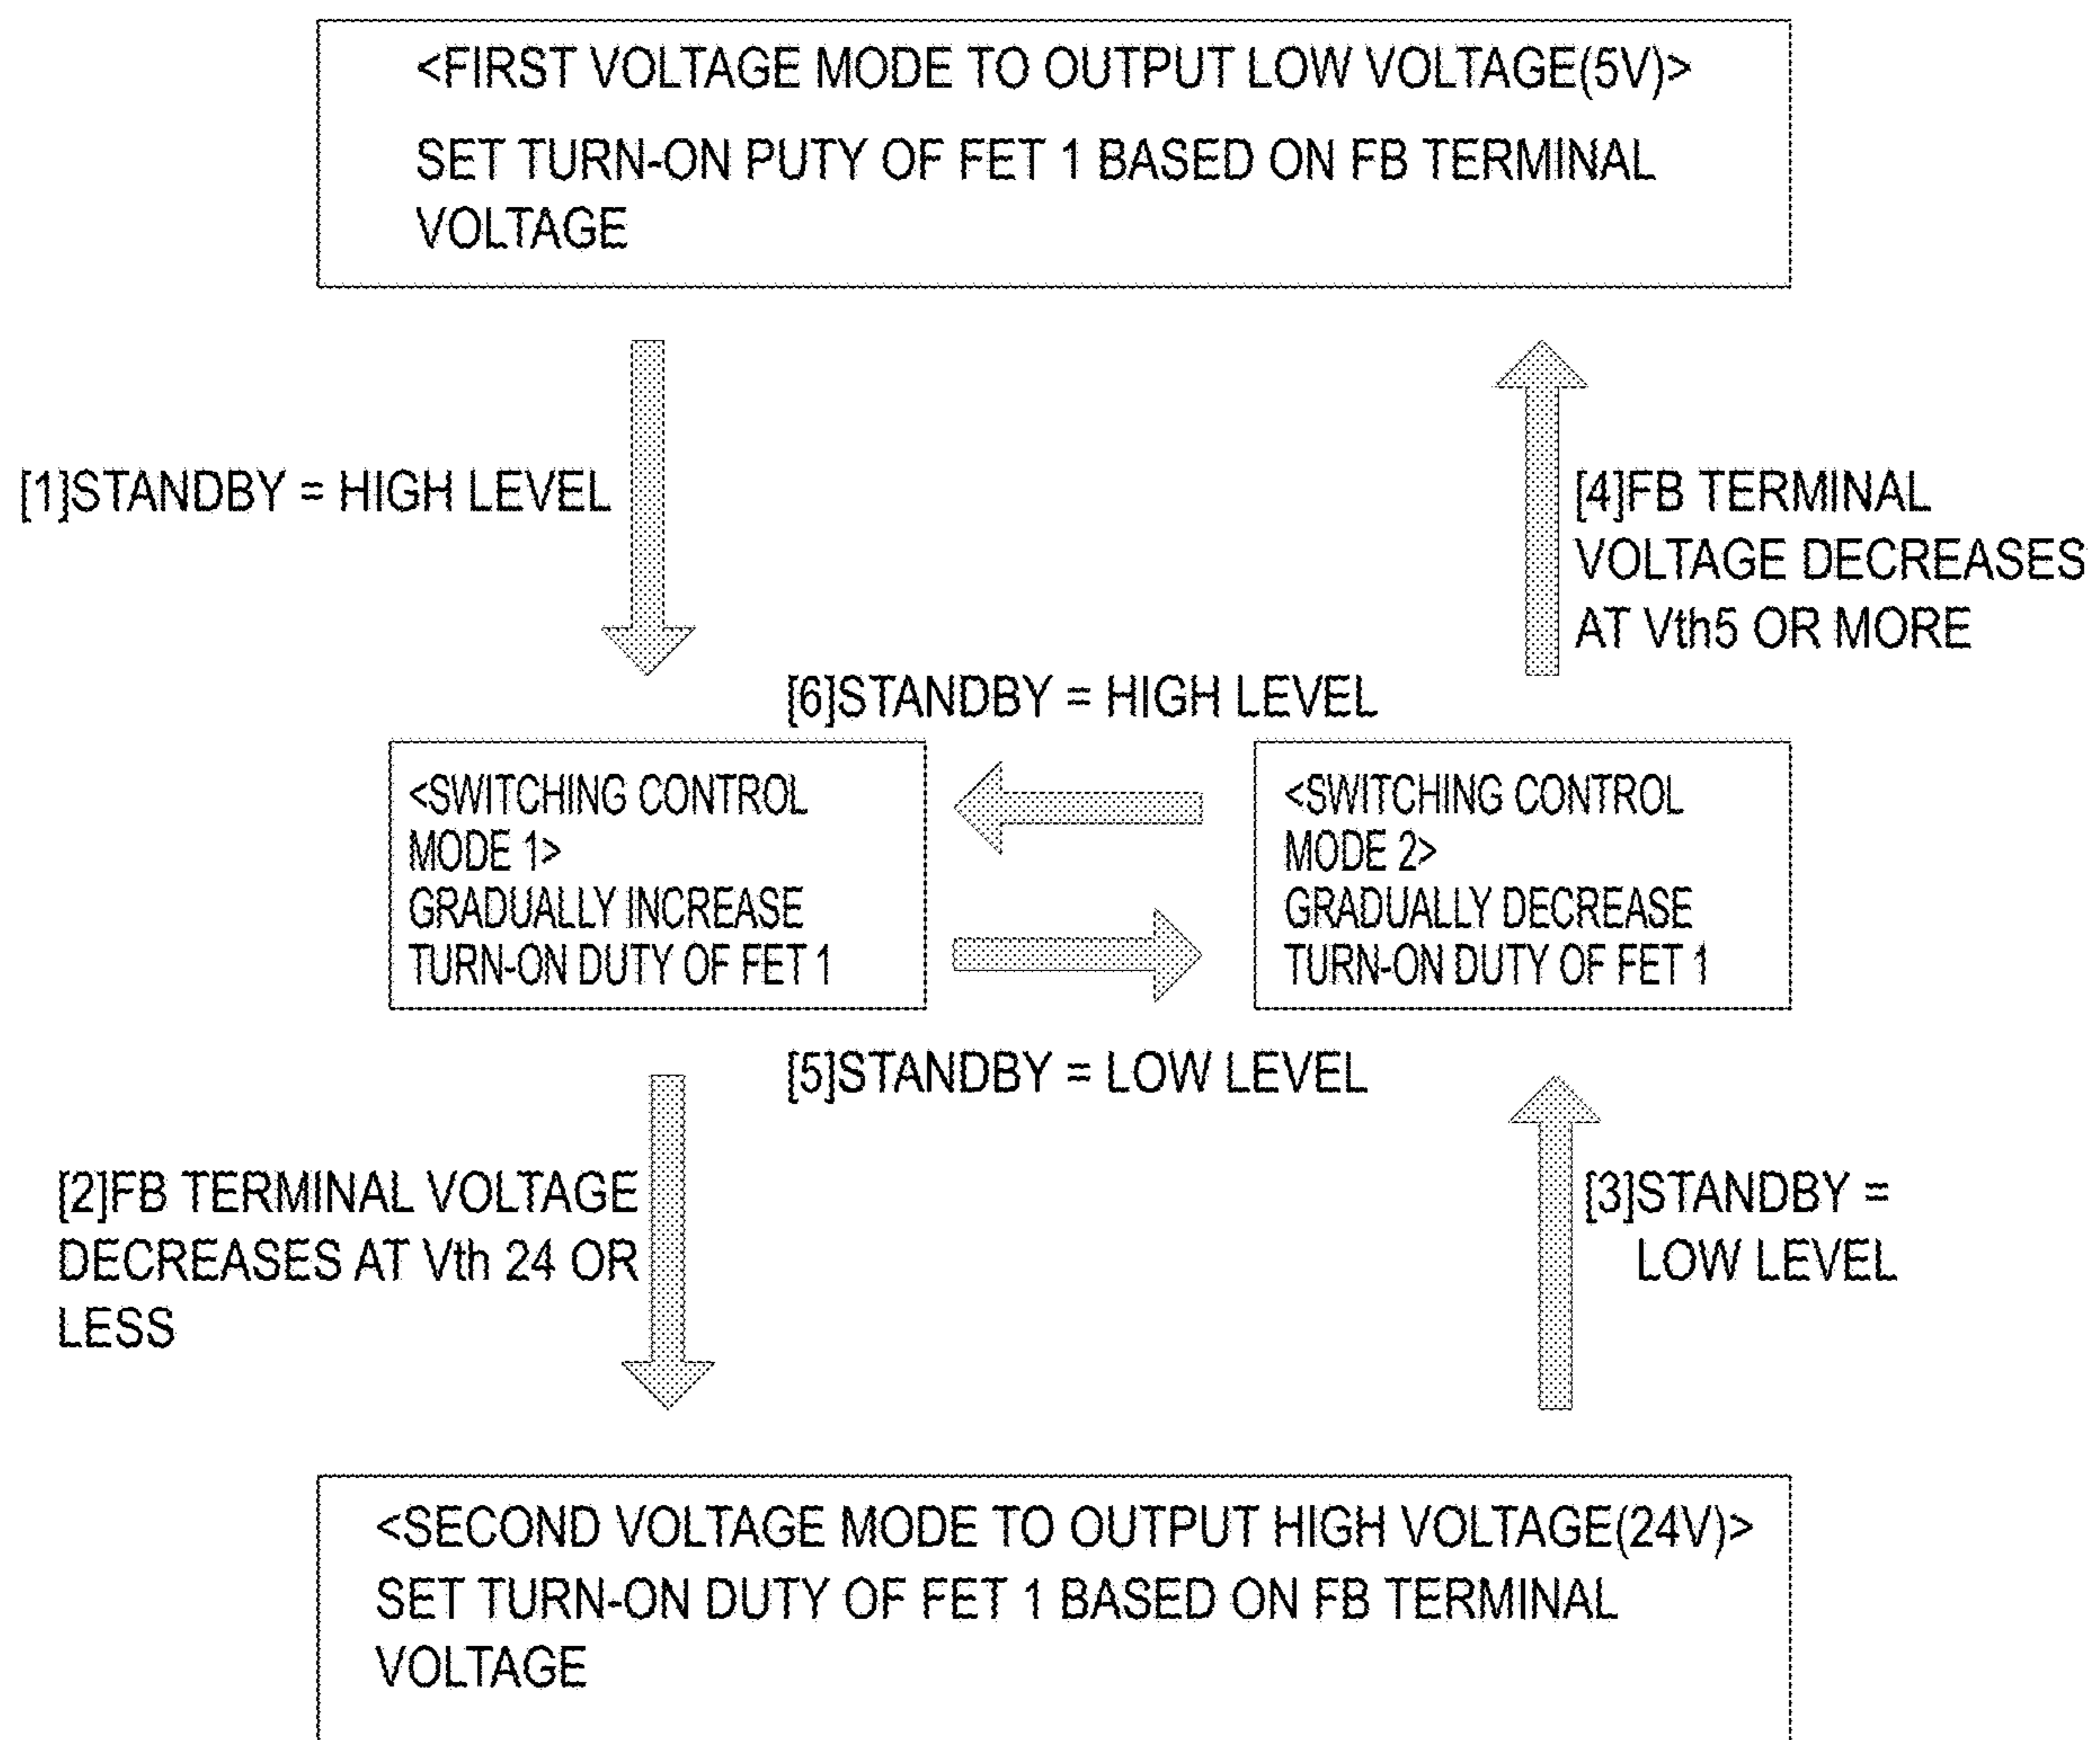 <FIRST VOLTAGE MODE TO OUTPUT LOW VOLTAGE(5V)>
SET TURN-ON PUTY OF FET 1 BASED ON FB TERMINAL
VOLTAGE
[1]STANDBY = HIGH LEVEL
[4]FB TERMINAL
VOLTAGE DECREASES
AT Vth5 OR MORE
[6]STANDBY = HIGH LEVEL
<SWITCHING CONTROL
MODE 1>
GRADUALLY INCREASE
TURN-ON DUTY OF FET 1
<SWITCHING CONTROL
MODE 2>
GRADUALLY DECREASE
TURN-ON DUTY OF FET 1
[5]STANDBY = LOW LEVEL
[2]FB TERMINAL VOLTAGE
DECREASES AT Vth 24 OR
LESS
[3]STANDBY =
LOW LEVEL
<SECOND VOLTAGE MODE TO OUTPUT HIGH VOLTAGE(24V)>
SET TURN-ON DUTY OF FET 1 BASED ON FB TERMINAL
VOLTAGE